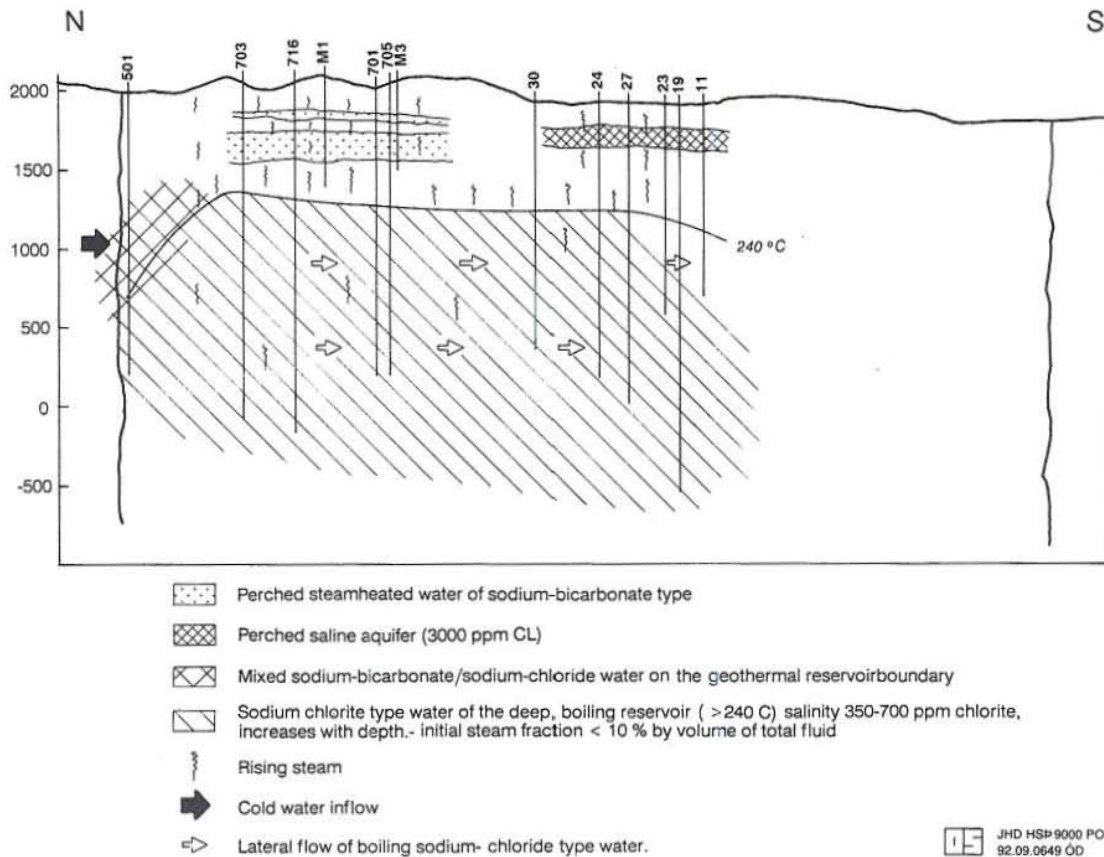 N
S
501
703
716
M1
701
705
M3
30
24
27
23
19
11
2000
1500
1000
500
0
-500
240 °C
Perched steamheated water of sodium-bicarbonate type
Perched saline aquifer (3000 ppm CL)
Mixed sodium-bicarbonate/sodium-chloride water on the geothermal reservoirboundary
Sodium chlorite type water of the deep, boiling reservoir ( >240 C) salinity 350-700 ppm chlorite,
increases with depth.- initial steam fraction < 10 % by volume of total fluid
Rising steam
Cold water inflow
Lateral flow of boiling sodium- chloride type water.
JHD HSÞ 9000 PO
92.09.0649 ÓD